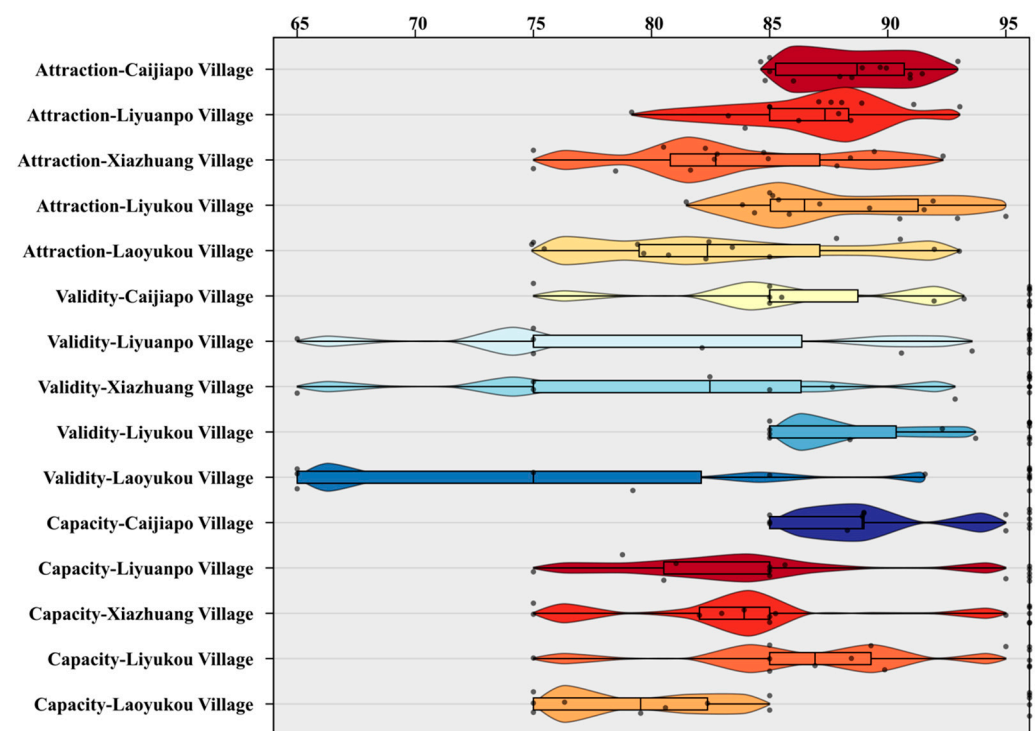 65 70 75 80 85 90 95
Attraction-Caijiapo Village
Attraction-Liyuanpo Village
Attraction-Xiazhuang Village
Attraction-Liyukou Village
Attraction-Laoyukou Village
Validity-Caijiapo Village
Validity-Liyuanpo Village
Validity-Xiazhuang Village
Validity-Liyukou Village
Validity-Laoyukou Village
Capacity-Caijiapo Village
Capacity-Liyuanpo Village
Capacity-Xiazhuang Village
Capacity-Liyukou Village
Capacity-Laoyukou Village